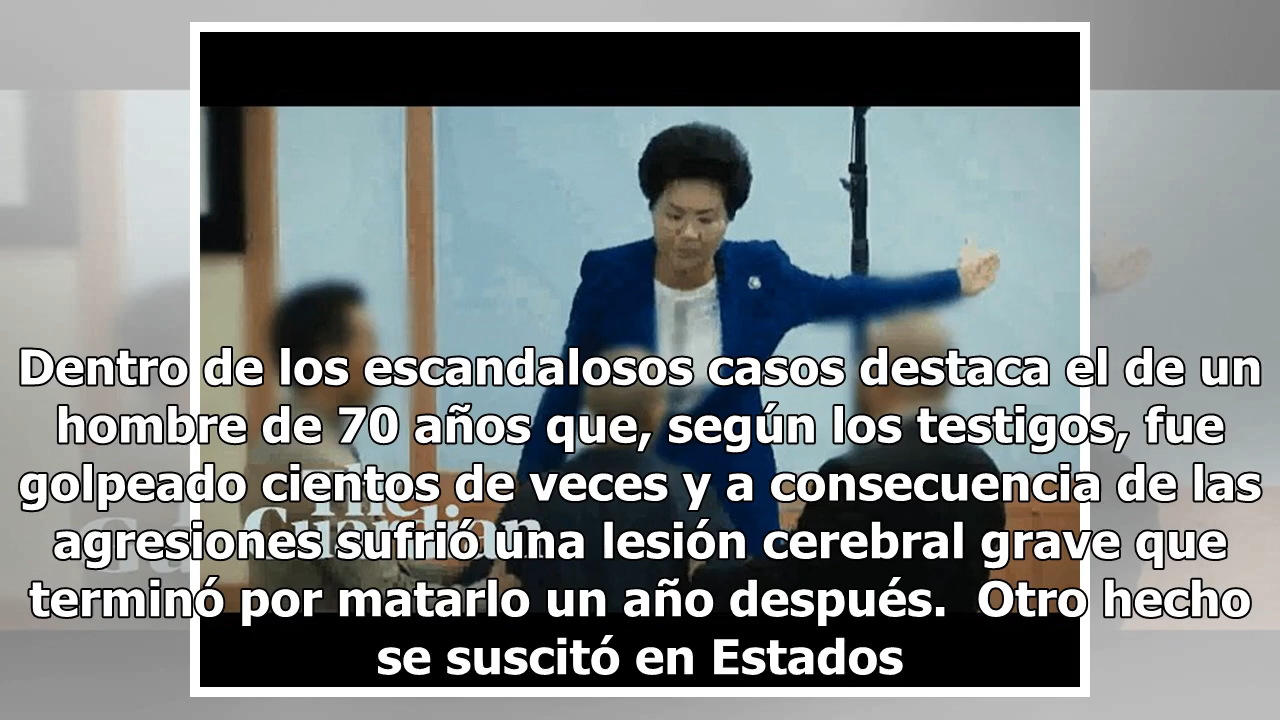 Dentro de los escandalosos casos destaca el de un
hombre de 70 años que, según los testigos, fue
golpeado cientos de veces y a consecuencia de las
agresiones sufrió una lesión cerebral grave que
terminó por matarlo un año después.  Otro hecho
se suscitó en Estados
The
Guardian